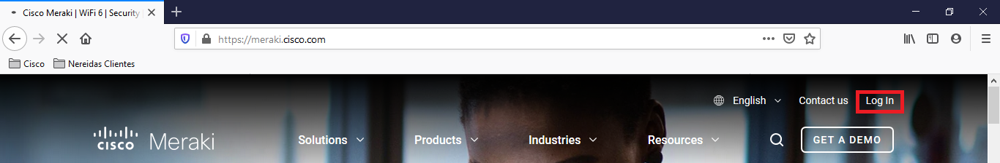 Cisco Meraki | WiFi 6 | Security
https://meraki.cisco.com
Cisco Nereidas Clientes
English Contact us Log In
cisco Meraki Solutions Products Industries Resources GET A DEMO